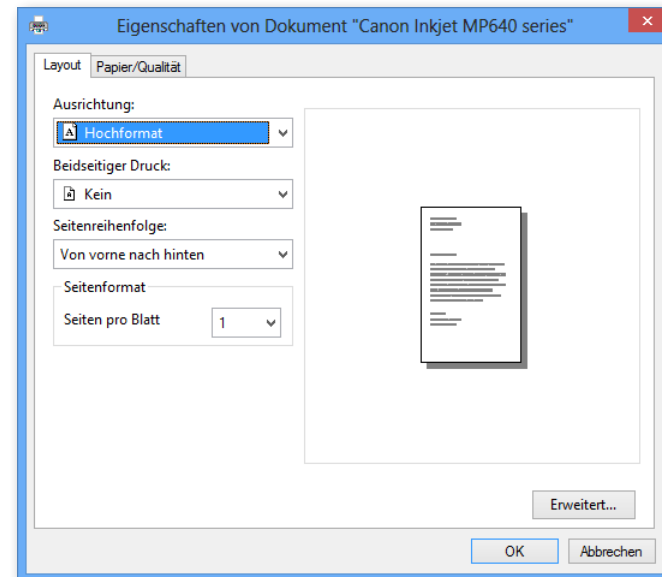 Eigenschaften von Dokument "Canon Inkjet MP640 series"
Layout Papier/Qualität
Ausrichtung:
A Hochformat
Beidseitiger Druck:
Kein
Seitenreihenfolge:
Von vorne nach hinten
Seitenformat
Seiten pro Blatt 1
Erweitert...
OK Abbrechen